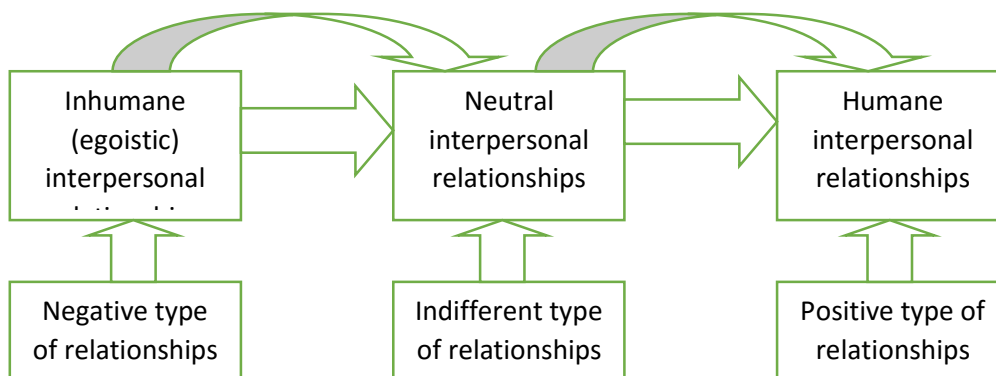 Inhumane
(egoistic)
interpersonal
Neutral
interpersonal
relationships
Humane
interpersonal
relationships
Negative type
of relationships
Indifferent type
of relationships
Positive type of
relationships